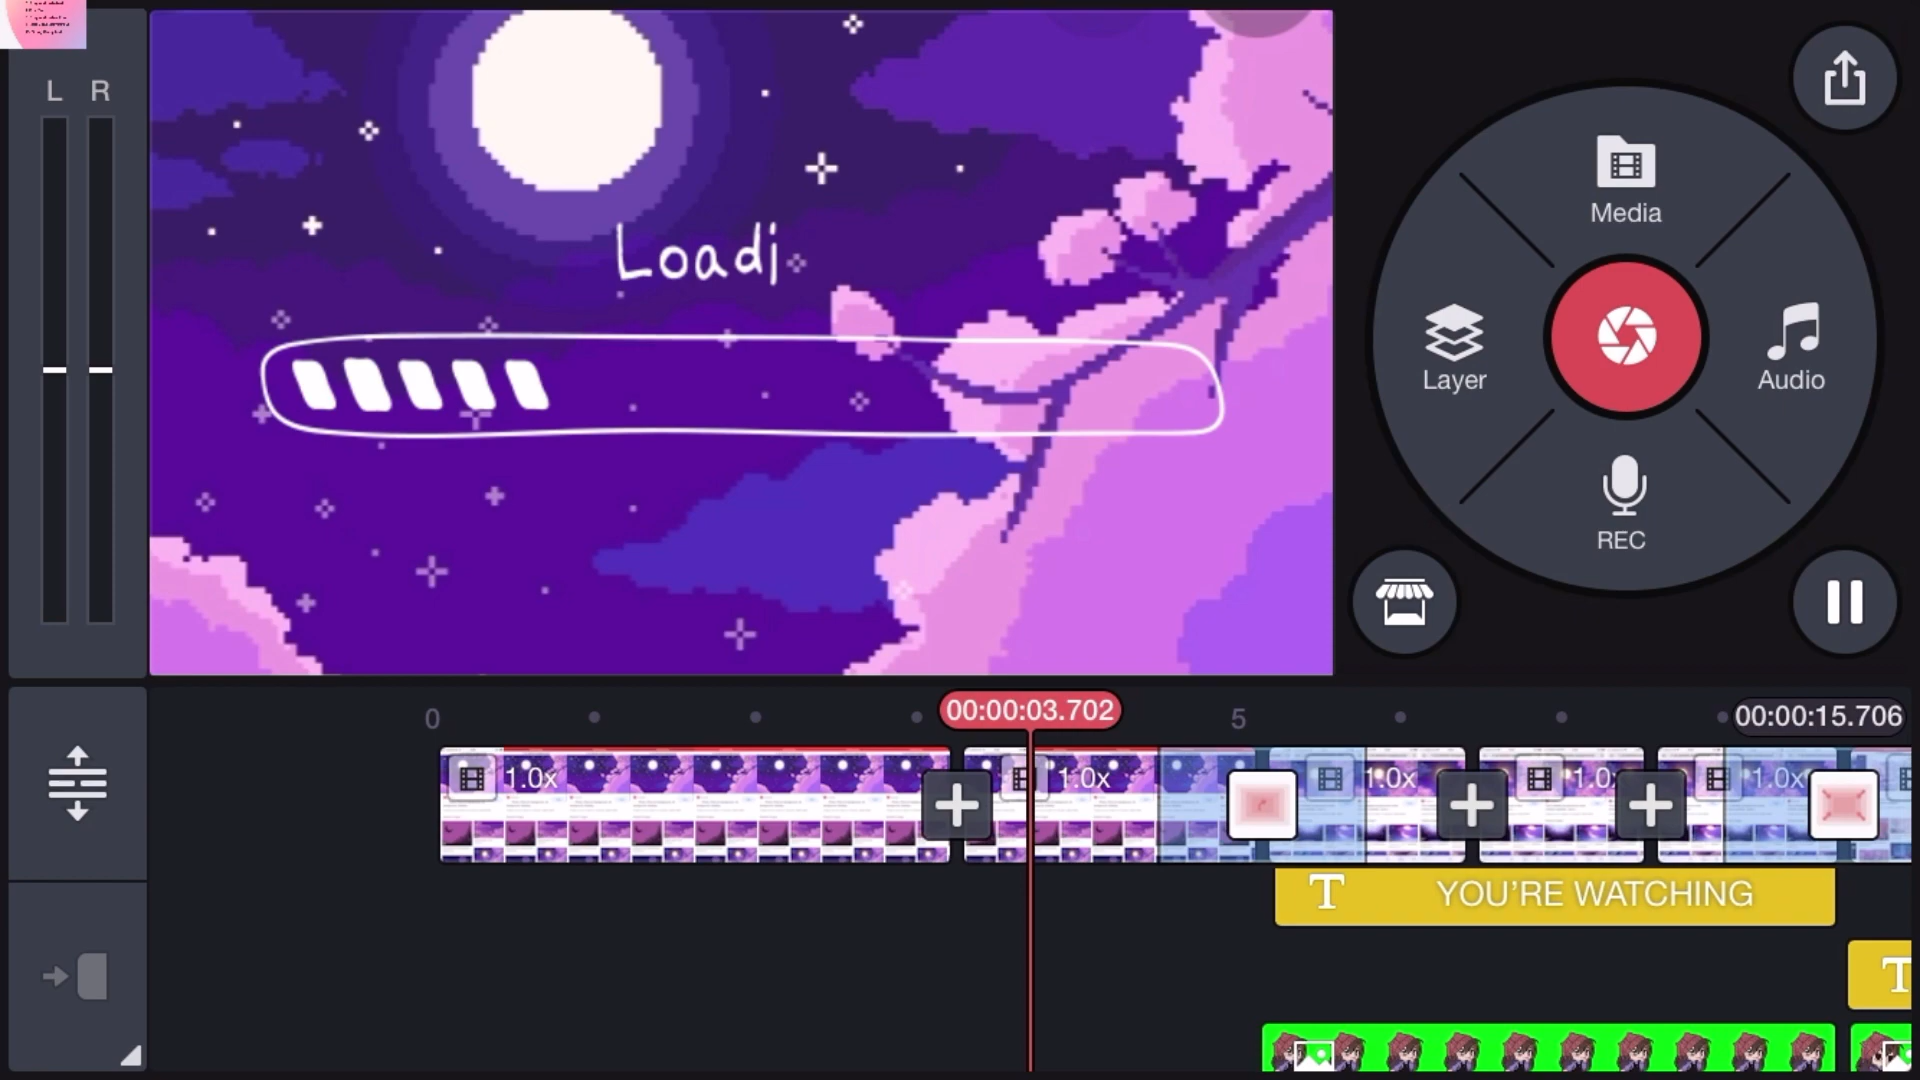 L R
Loadi
Media
Layer
Audio
REC
0
00:00:03.702
5
00:00:15.706
1.0x
1.0x
1.0x
1.0
1.0x
T YOU'RE WATCHING
T